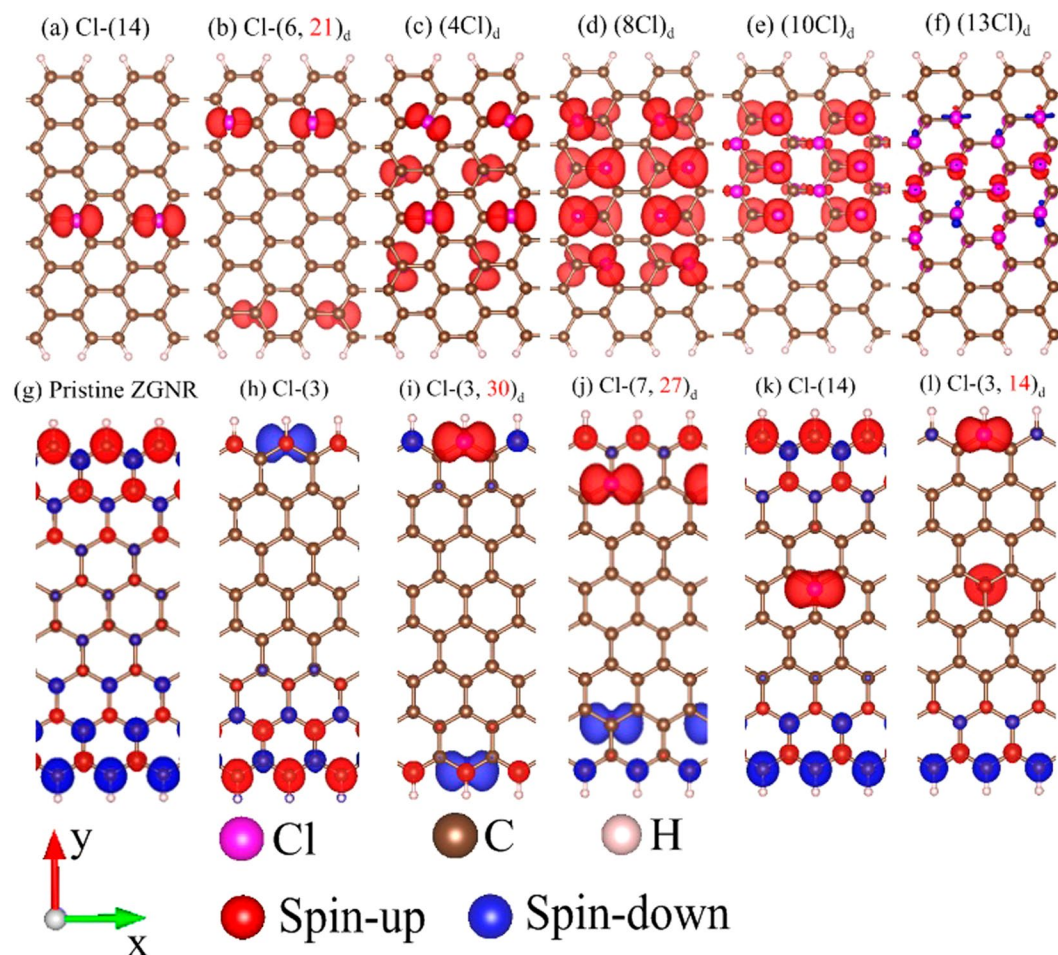 (a) Cl-(14) (b) Cl-(6, 21)d (c) (4Cl)d (d) (8Cl)d (e) (10Cl)d (f) (13Cl)d
(g) Pristine ZGNR (h) Cl-(3) (i) Cl-(3, 30)d (j) Cl-(7, 27)d (k) Cl-(14) (l) Cl-(3, 14)d
y
x
Cl C H
Spin-up Spin-down